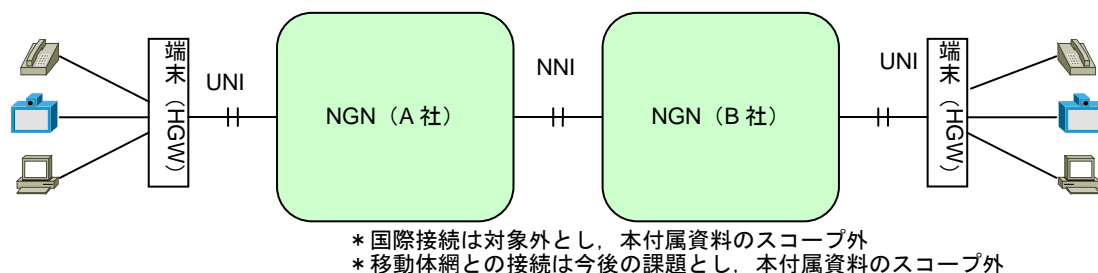 端末（HGW）
UNI
NGN（A 社）
NNI
NGN（B 社）
UNI
端末（HGW）
＊国際接続は対象外とし，本付属資料のスコープ外
＊移動体網との接続は今後の課題とし，本付属資料のスコープ外